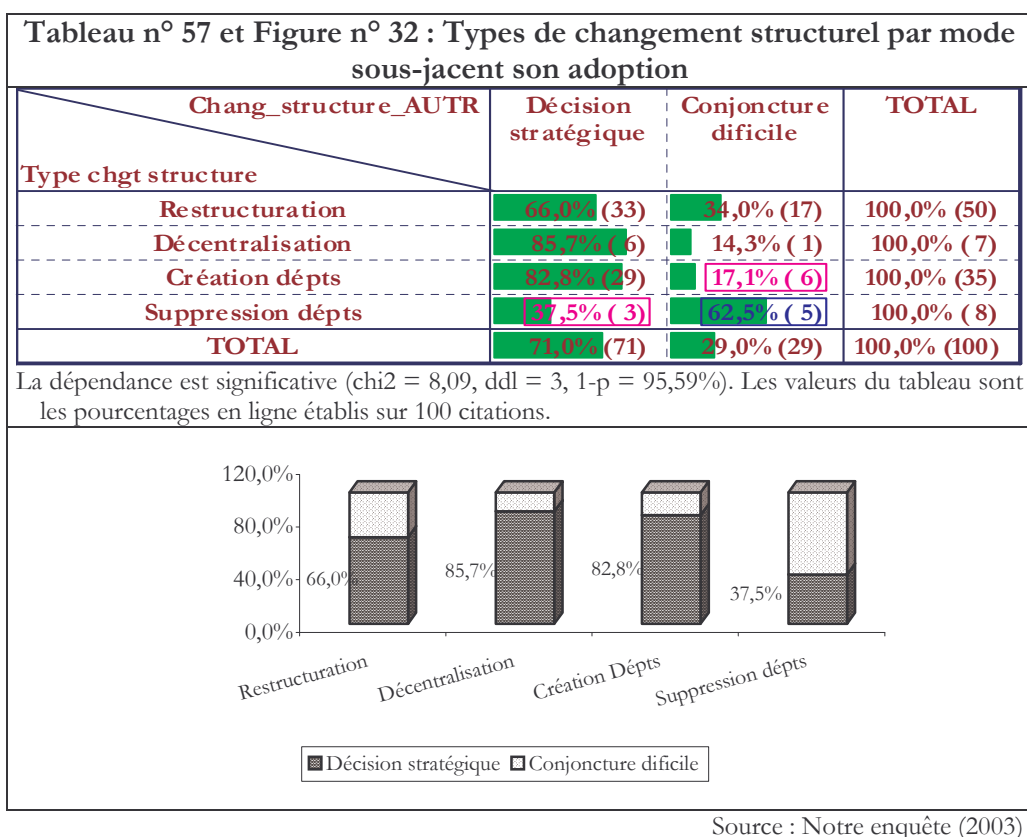 Tableau n° 57 et Figure n° 32 : Types de changement structurel par mode
sous-jacent son adoption
Chang_structure_AUTR Décision stratégique Conjoncture dificile TOTAL
Type chgt structure
Restructuration 66,0% (33) 34,0% (17) 100,0% (50)
Décentralisation 85,7% ( 6) 14,3% ( 1) 100,0% ( 7)
Création dépts 82,8% (29) 17,1% ( 6) 100,0% (35)
Suppression dépts 37,5% ( 3) 62,5% ( 5) 100,0% ( 8)
TOTAL 71,0% (71) 29,0% (29) 100,0% (100)
La dépendance est significative (chi2 = 8,09, ddl = 3, 1-p = 95,59%). Les valeurs du tableau sont
les pourcentages en ligne établis sur 100 citations.
120,0%
80,0%
40,0%
0,0%
66,0% 85,7% 82,8% 37,5%
Restructuration Décentralisation Création Dépts Suppression dépts
Décision stratégique Conjoncture dificile
Source : Notre enquête (2003)